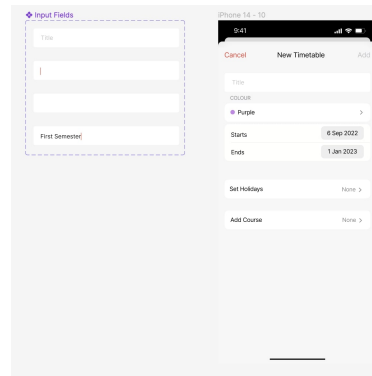 Input Fields
Title
First Semester
iPhone 14 - 10
9:41
Cancel New Timetable Add
Title
COLOUR
Purple
Starts 6 Sep 2022
Ends 1 Jan 2023
Set Holidays None
Add Course None